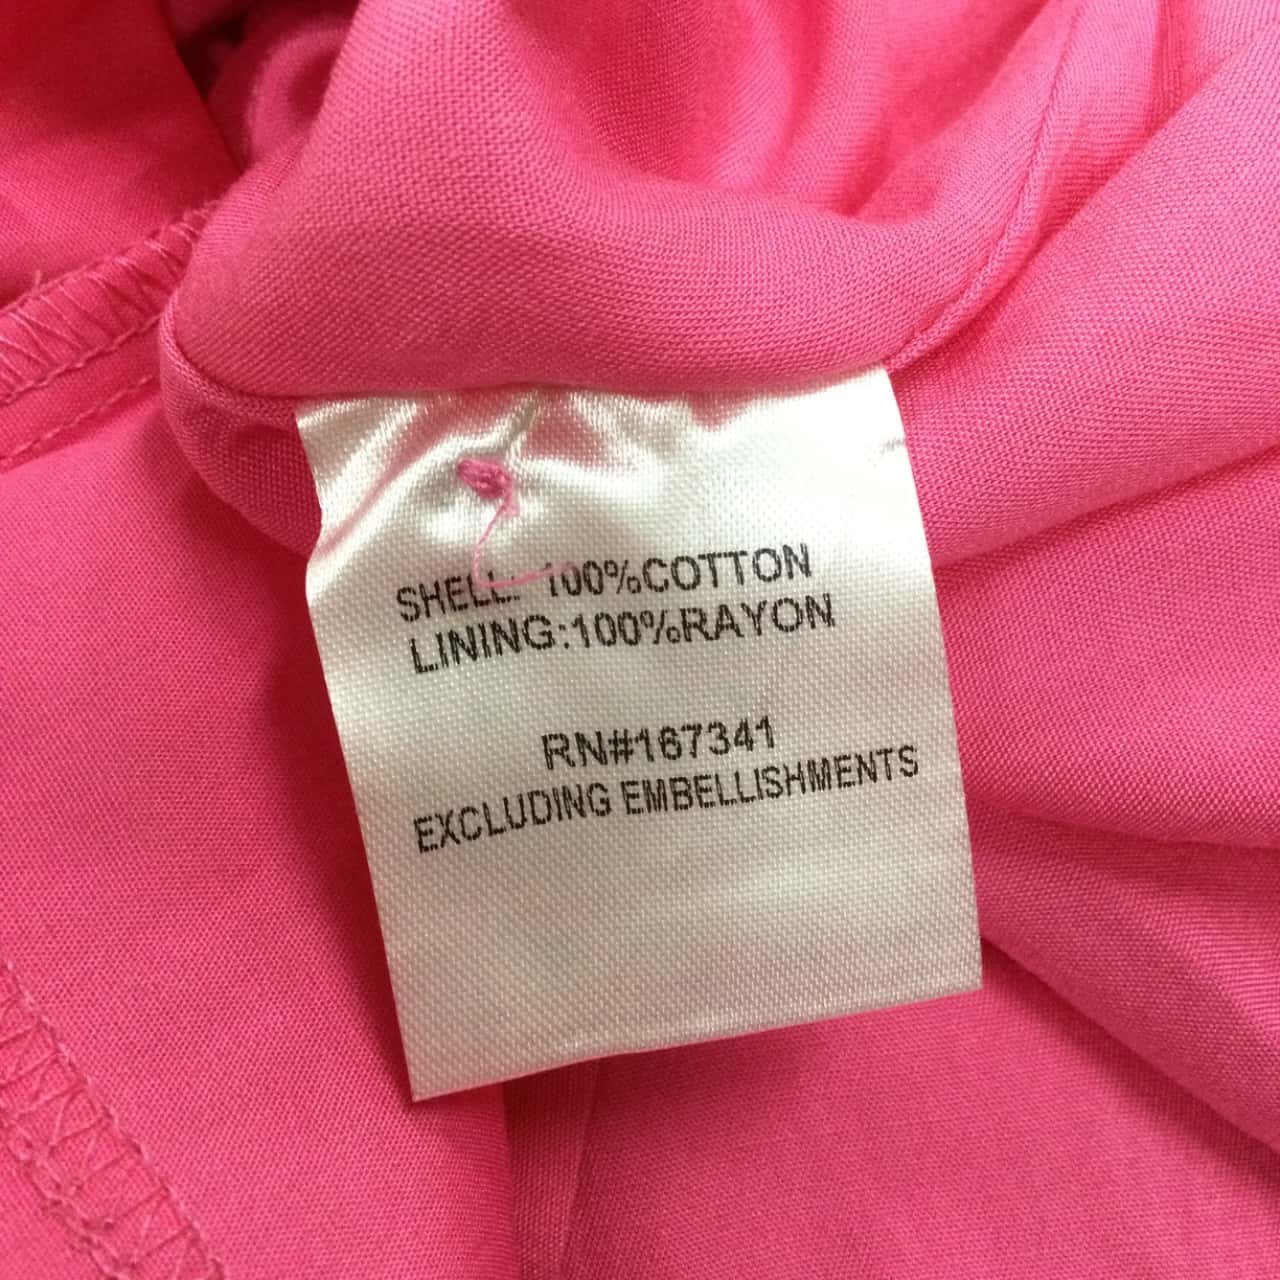 SHELL: 100%COTTON
LINING:100%RAYON
RN#167341
EXCLUDING EMBELLISHMENTS